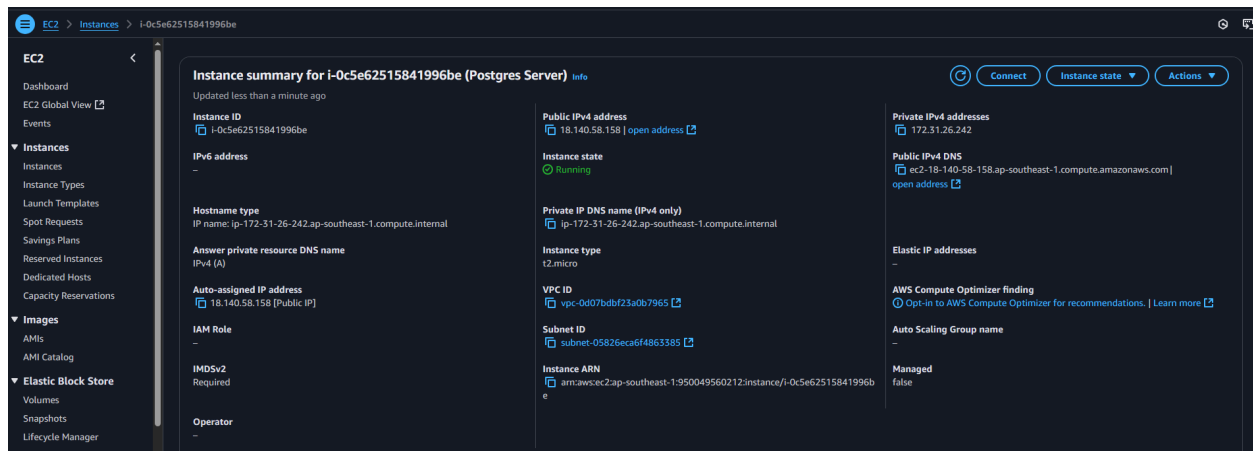 EC2 > Instances > i-0c5e62515841996be
EC2
Dashboard
EC2 Global View
Events
Instances
Instances
Instance Types
Launch Templates
Spot Requests
Savings Plans
Reserved Instances
Dedicated Hosts
Capacity Reservations
Images
AMIs
AMI Catalog
Elastic Block Store
Volumes
Snapshots
Lifecycle Manager
Instance summary for i-0c5e62515841996be (Postgres Server) Info
Connect
Instance state
Actions
Updated less than a minute ago
Instance ID
i-0c5e62515841996be
Public IPv4 address
18.140.58.158 | open address
Private IPv4 addresses
172.31.26.242
IPv6 address
–
Instance state
Running
Public IPv4 DNS
ec2-18-140-58-158.ap-southeast-1.compute.amazonaws.com |
open address
Hostname type
IP name: ip-172-31-26-242.ap-southeast-1.compute.internal
Private IP DNS name (IPv4 only)
ip-172-31-26-242.ap-southeast-1.compute.internal
Answer private resource DNS name
IPv4 (A)
Instance type
t2.micro
Elastic IP addresses
–
Auto-assigned IP address
18.140.58.158 [Public IP]
VPC ID
vpc-0d07bdbf23a0b7965
AWS Compute Optimizer finding
Opt-in to AWS Compute Optimizer for recommendations. | Learn more
IAM Role
–
Subnet ID
subnet-05826eca6f4863385
Auto Scaling Group name
–
IMDSv2
Required
Instance ARN
arn:aws:ec2:ap-southeast-1:950049560212:instance/i-0c5e62515841996b
e
Managed
false
Operator
–